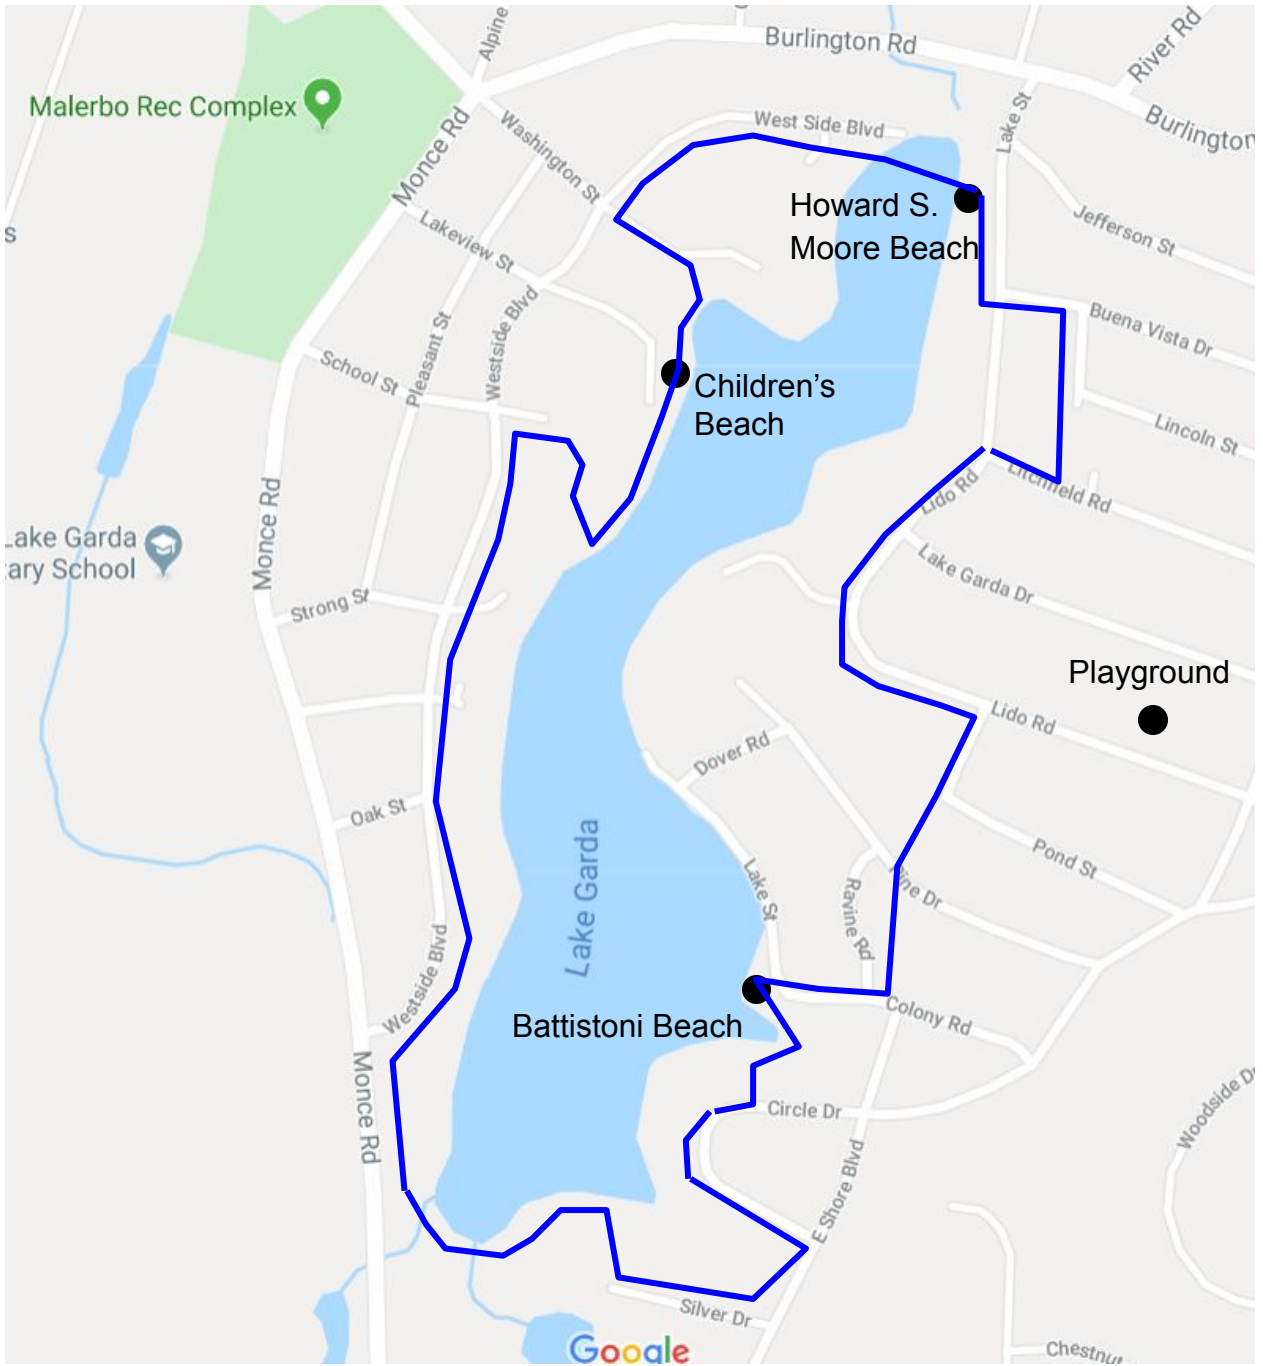 Alpine
Burlington Rd
River Rd
Malerbo Rec Complex
Burlington
Washington St
West Side Blvd
Lake St
Monce Rd
Howard S.
Moore Beach
Jefferson St
Lakeview St
s
Westside Blvd
Buena Vista Dr
Pleasant St
School St
Children's
Beach
Lincoln St
Litchfield Rd
Lido Rd
Monce Rd
Lake Garda
ary School
Lake Garda Dr
Strong St
Playground
Lido Rd
Dover Rd
Oak St
Pond St
Lake Garda
Lake St
Pine Dr
Ravine Rd
Westside Blvd
Battistoni Beach
Colony Rd
Monce Rd
Circle Dr
Woodside Dr
E Shore Blvd
Silver Dr
Google
Chestnut